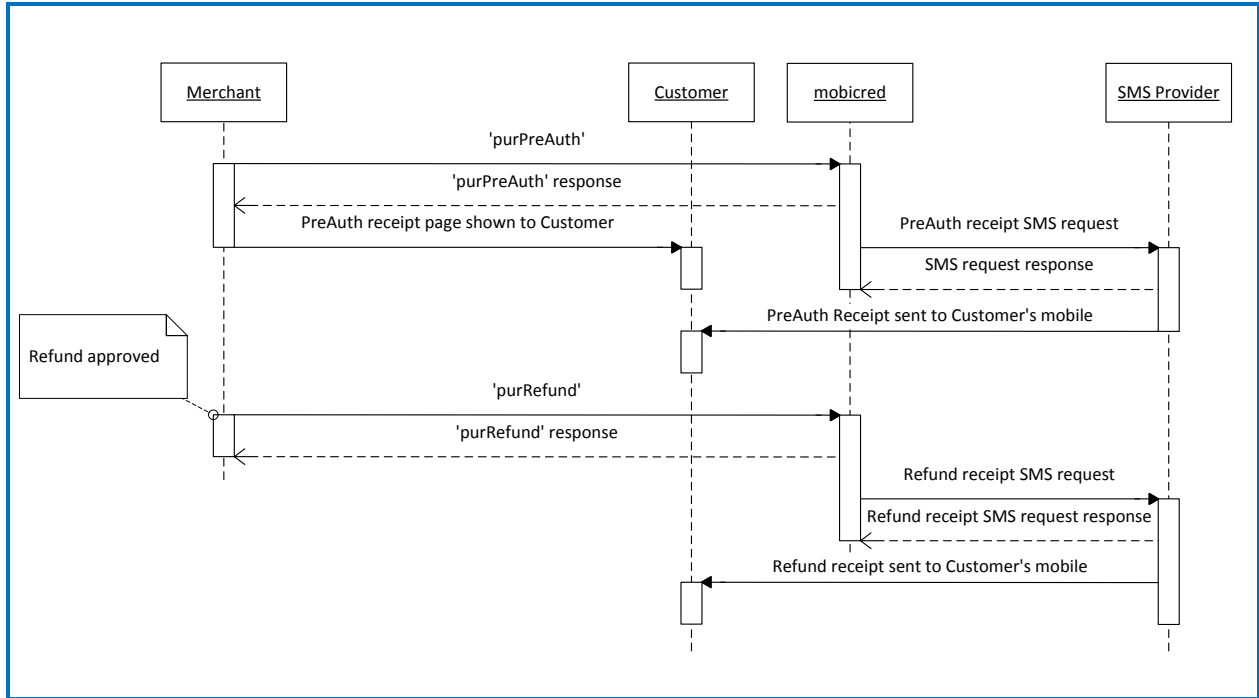 Merchant
Customer
mobicred
SMS Provider
'purPreAuth'
'purPreAuth' response
PreAuth receipt page shown to Customer
PreAuth receipt SMS request
SMS request response
PreAuth Receipt sent to Customer's mobile
Refund approved
'purRefund'
'purRefund' response
Refund receipt SMS request
Refund receipt SMS request response
Refund receipt sent to Customer's mobile